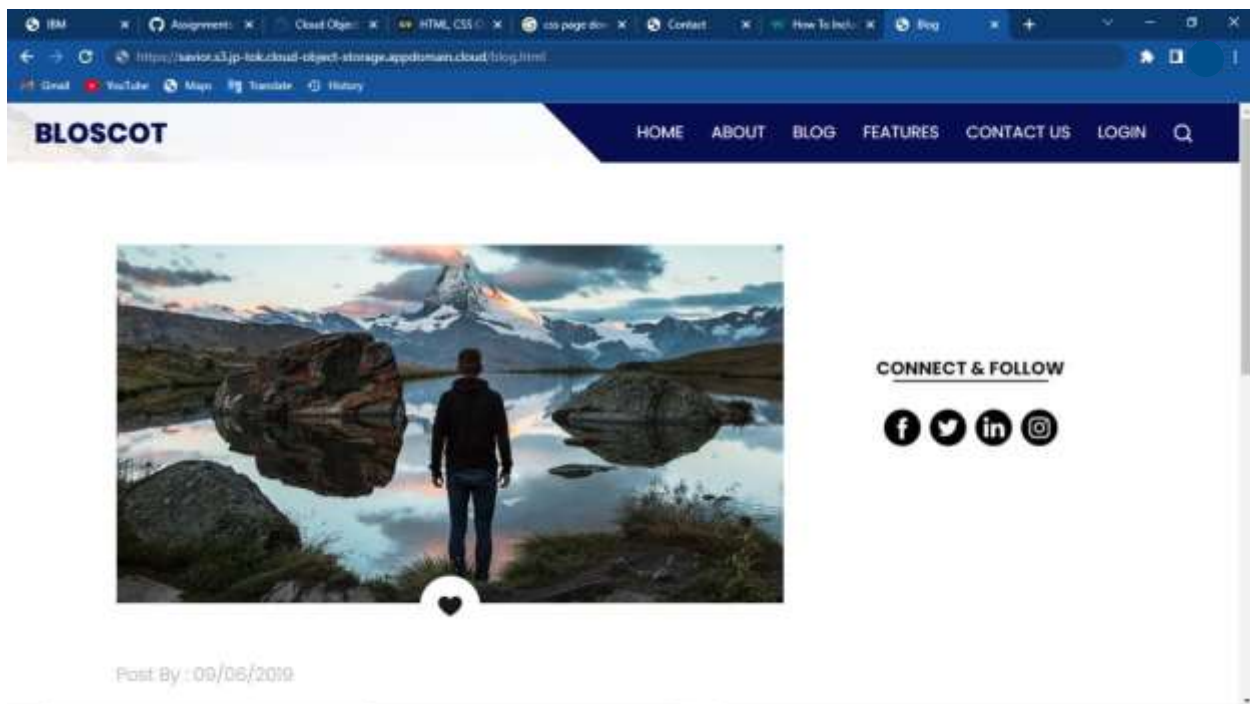 IBM Assignment: Cloud Objec HTML, CSS css page Contact How To Inclu Blog
https://savior.s3.jp-tok.cloud-object-storage.appdomain.cloud/blog.html
Gmail YouTube Maps Translate History
BLOSCOT HOME ABOUT BLOG FEATURES CONTACT US LOGIN
CONNECT & FOLLOW
Post By : 09/06/2019